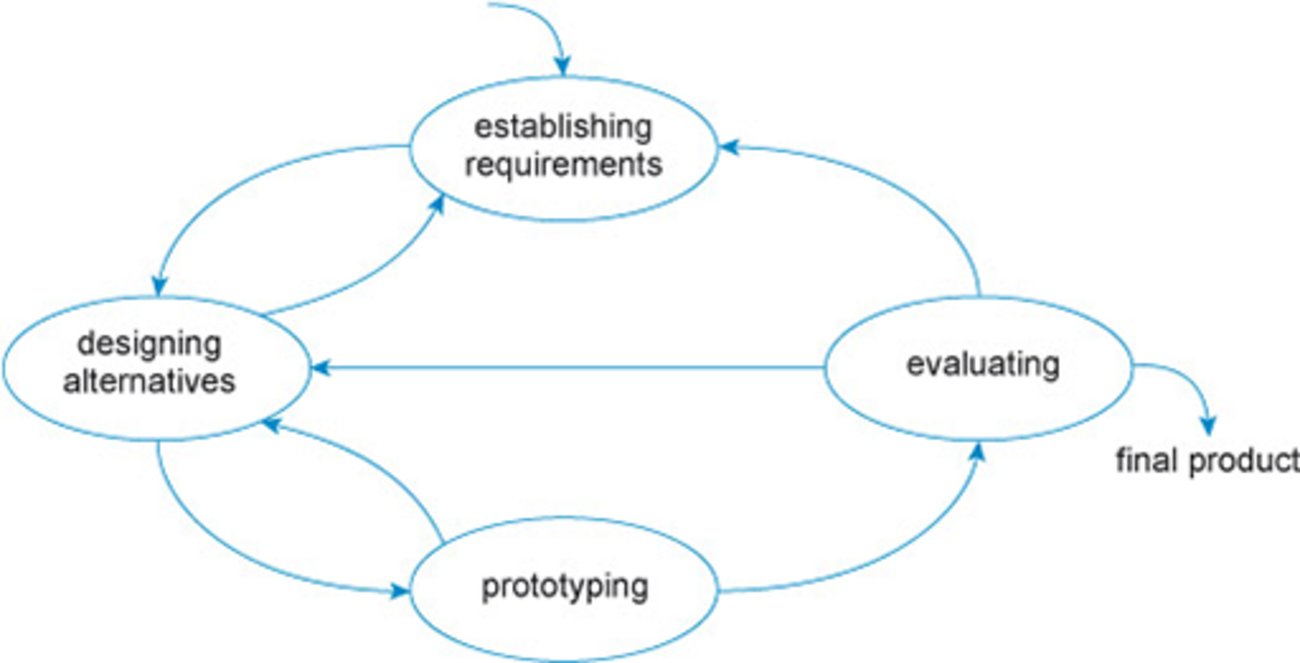 establishing
requirements
designing
alternatives
evaluating
final product
prototyping